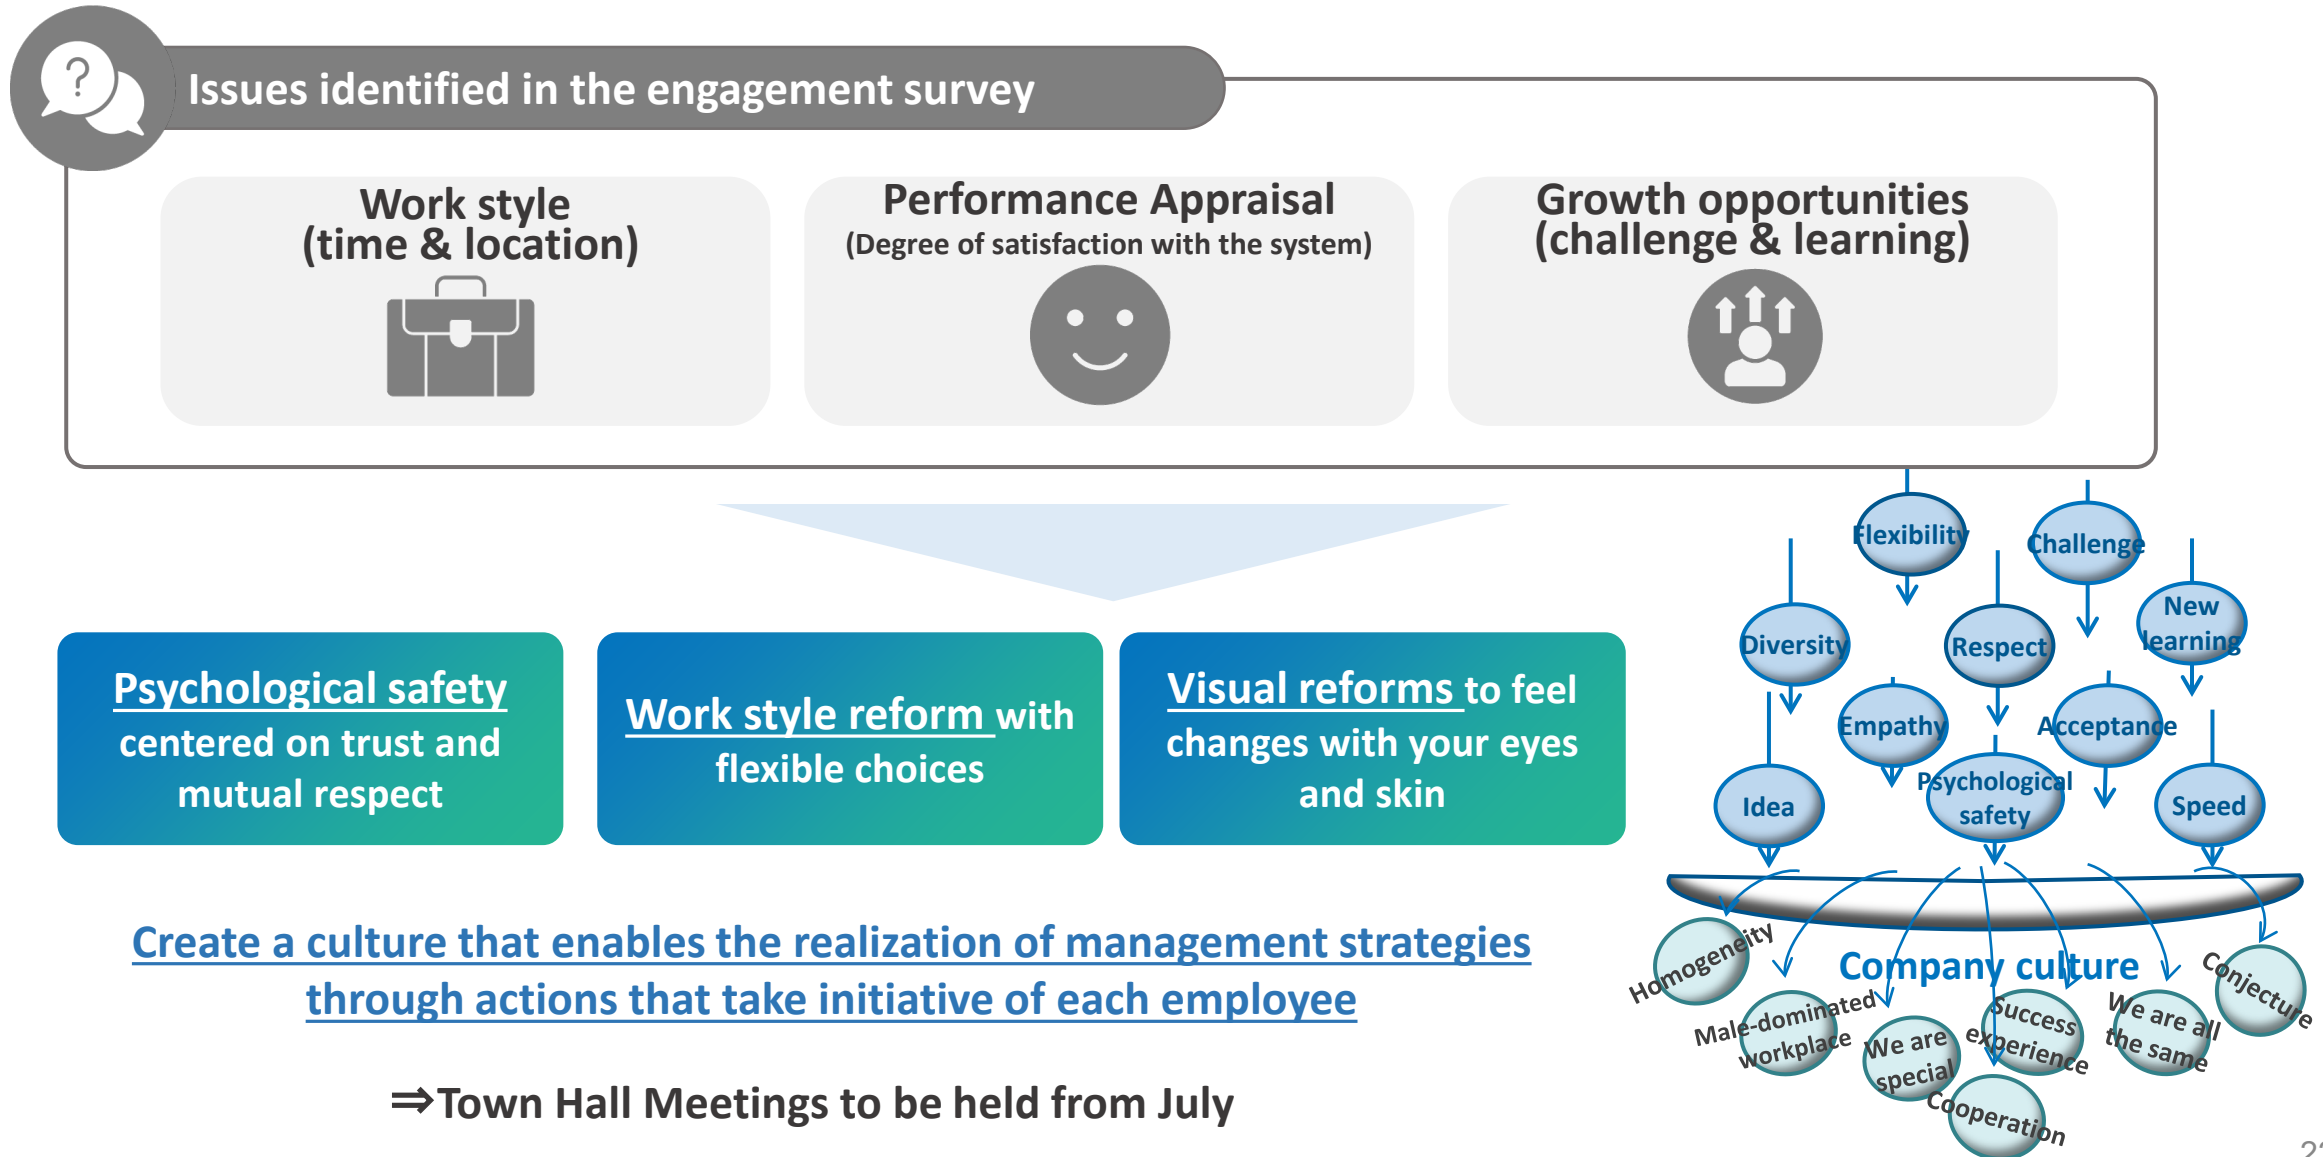 ?
Issues identified in the engagement survey
Work style
(time & location)
Performance Appraisal
(Degree of satisfaction with the system)
Growth opportunities
(challenge & learning)
Psychological safety
centered on trust and
mutual respect
Work style reform with
flexible choices
Visual reforms to feel
changes with your eyes
and skin
Create a culture that enables the realization of management strategies
through actions that take initiative of each employee
⇒Town Hall Meetings to be held from July
Flexibility
Challenge
New
learning
Diversity
Respect
Empathy
Acceptance
Idea
Psychological
safety
Speed
Company culture
Homogeneity
Male-dominated
workplace
We are
special
Success
experience
We are all
the same
Conjecture
Cooperation